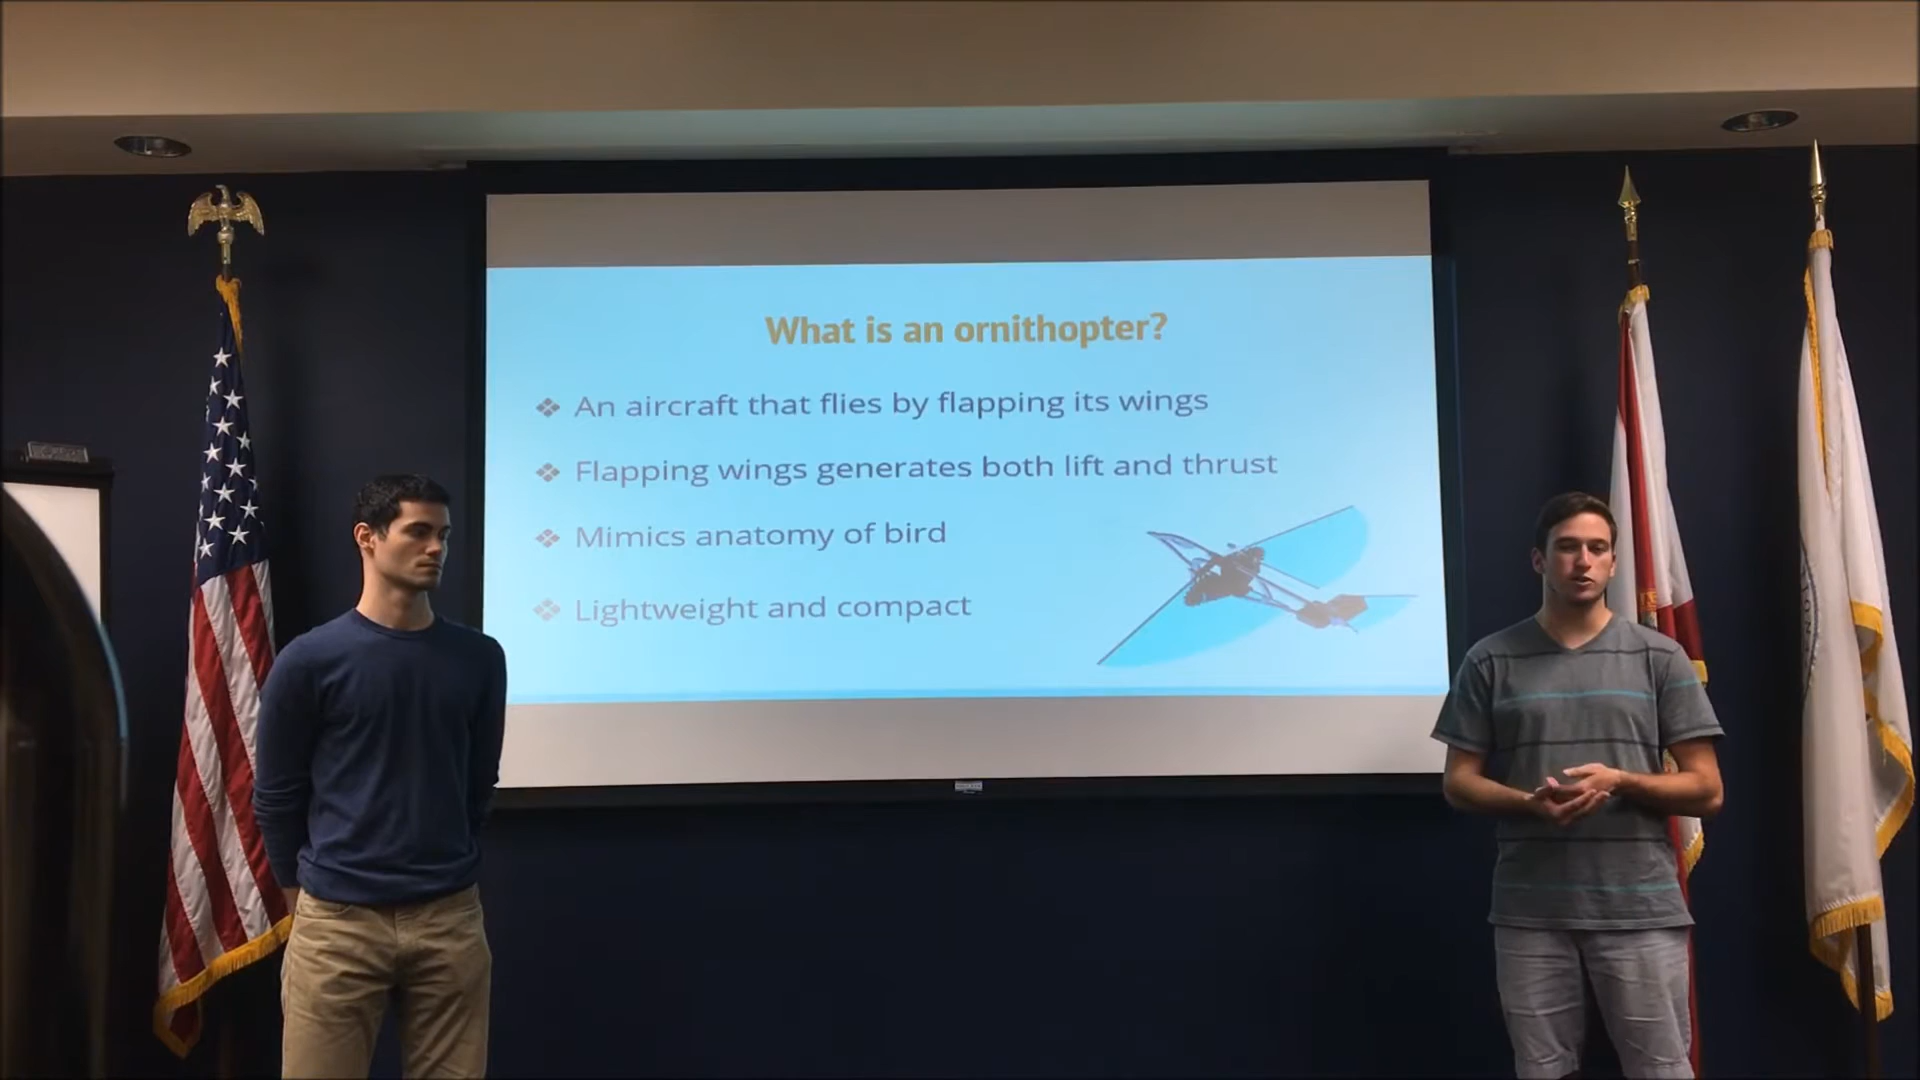 What is an ornithopter?
An aircraft that flies by flapping its wings
Flapping wings generates both lift and thrust
Mimics anatomy of bird
Lightweight and compact